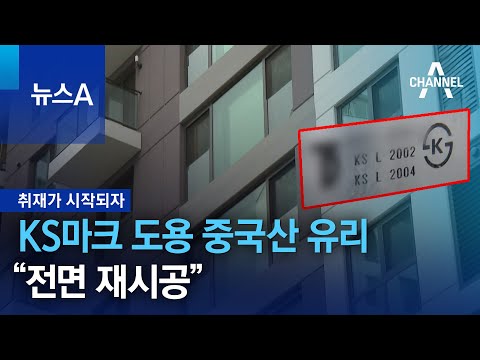 뉴스A
CHANNEL A
KS L 2002
KS L 2004
K
취재가 시작되자
KS마크 도용 중국산 유리
“전면 재시공”